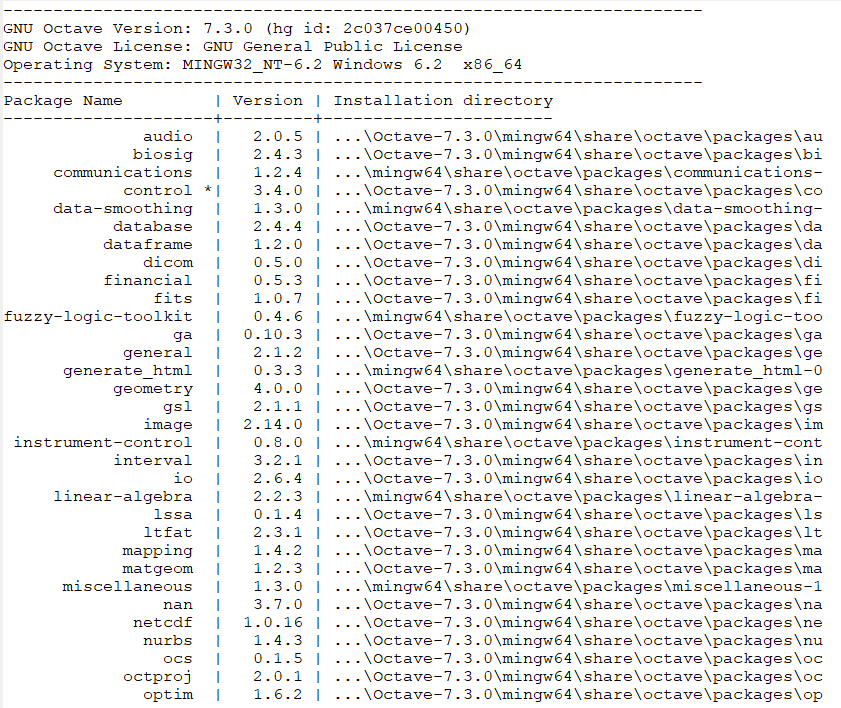 ----------------------------------------------------------------------
GNU Octave Version: 7.3.0 (hg id: 2c037ce00450)
GNU Octave License: GNU General Public License
Operating System: MINGW32_NT-6.2 Windows 6.2  x86_64
----------------------------------------------------------------------
Package Name         | Version | Installation directory
---------------------+---------+-----------------------
              audio  |   2.0.5 | ...\Octave-7.3.0\mingw64\share\octave\packages\au
             biosig  |   2.4.3 | ...\Octave-7.3.0\mingw64\share\octave\packages\bi
     communications  |   1.2.4 | ...\mingw64\share\octave\packages\communications-
            control *|   3.4.0 | ...\Octave-7.3.0\mingw64\share\octave\packages\co
     data-smoothing  |   1.3.0 | ...\mingw64\share\octave\packages\data-smoothing-
           database  |   2.4.4 | ...\Octave-7.3.0\mingw64\share\octave\packages\da
          dataframe  |   1.2.0 | ...\Octave-7.3.0\mingw64\share\octave\packages\da
              dicom  |   0.5.0 | ...\Octave-7.3.0\mingw64\share\octave\packages\di
          financial  |   0.5.3 | ...\Octave-7.3.0\mingw64\share\octave\packages\fi
               fits  |   1.0.7 | ...\Octave-7.3.0\mingw64\share\octave\packages\fi
fuzzy-logic-toolkit  |   0.4.6 | ...\mingw64\share\octave\packages\fuzzy-logic-too
                 ga  |  0.10.3 | ...\Octave-7.3.0\mingw64\share\octave\packages\ga
            general  |   2.1.2 | ...\Octave-7.3.0\mingw64\share\octave\packages\ge
      generate_html  |   0.3.3 | ...\mingw64\share\octave\packages\generate_html-0
           geometry  |   4.0.0 | ...\Octave-7.3.0\mingw64\share\octave\packages\ge
                gsl  |   2.1.1 | ...\Octave-7.3.0\mingw64\share\octave\packages\gs
              image  |  2.14.0 | ...\Octave-7.3.0\mingw64\share\octave\packages\im
 instrument-control  |   0.8.0 | ...\mingw64\share\octave\packages\instrument-cont
           interval  |   3.2.1 | ...\Octave-7.3.0\mingw64\share\octave\packages\in
                 io  |   2.6.4 | ...\Octave-7.3.0\mingw64\share\octave\packages\io
     linear-algebra  |   2.2.3 | ...\mingw64\share\octave\packages\linear-algebra-
               lssa  |   0.1.4 | ...\Octave-7.3.0\mingw64\share\octave\packages\ls
              ltfat  |   2.3.1 | ...\Octave-7.3.0\mingw64\share\octave\packages\lt
            mapping  |   1.4.2 | ...\Octave-7.3.0\mingw64\share\octave\packages\ma
            matgeom  |   1.2.3 | ...\Octave-7.3.0\mingw64\share\octave\packages\ma
      miscellaneous  |   1.3.0 | ...\mingw64\share\octave\packages\miscellaneous-1
                nan  |   3.7.0 | ...\Octave-7.3.0\mingw64\share\octave\packages\na
             netcdf  |  1.0.16 | ...\Octave-7.3.0\mingw64\share\octave\packages\ne
              nurbs  |   1.4.3 | ...\Octave-7.3.0\mingw64\share\octave\packages\nu
                ocs  |   0.1.5 | ...\Octave-7.3.0\mingw64\share\octave\packages\oc
            octproj  |   2.0.1 | ...\Octave-7.3.0\mingw64\share\octave\packages\oc
              optim  |   1.6.2 | ...\Octave-7.3.0\mingw64\share\octave\packages\op